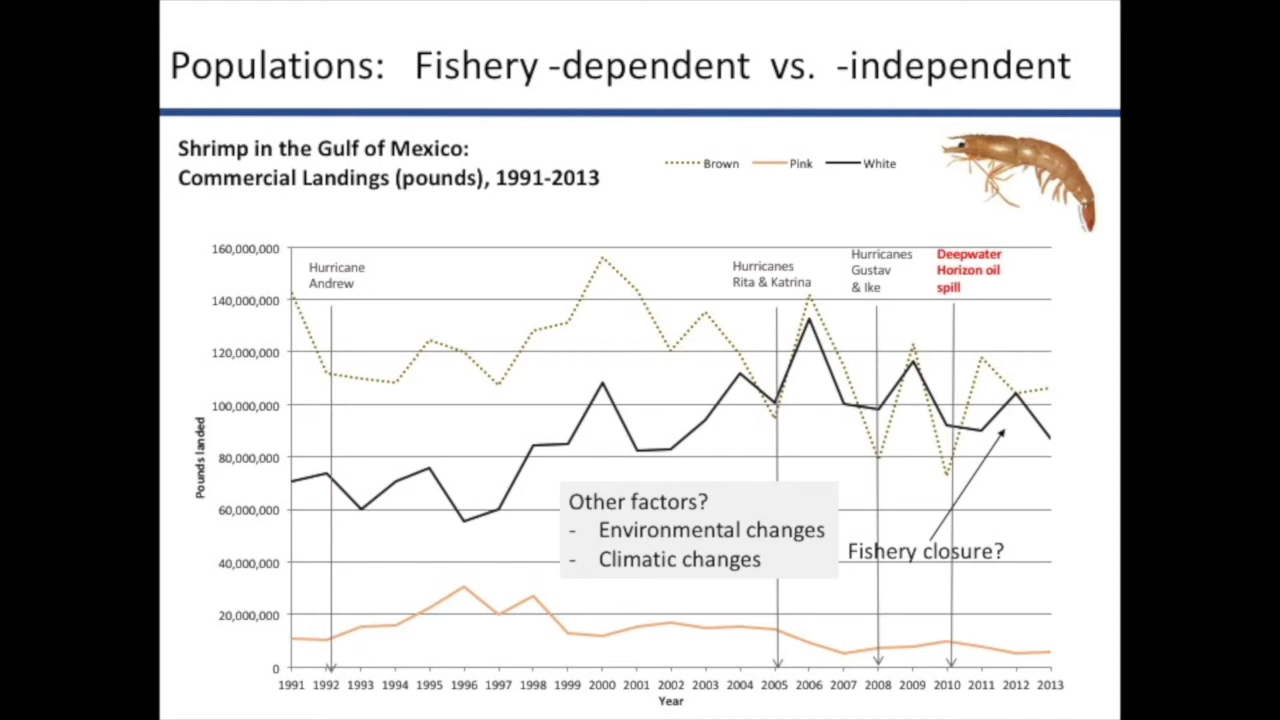 Populations: Fishery -dependent vs. -independent
Shrimp in the Gulf of Mexico:
Commercial Landings (pounds), 1991-2013
Brown Pink White
160,000,000
140,000,000
120,000,000
100,000,000
80,000,000
60,000,000
40,000,000
20,000,000
0
Pounds landed
Hurricane
Andrew
Hurricanes
Rita & Katrina
Hurricanes
Gustav
& Ike
Deepwater
Horizon oil
spill
Other factors?
- Environmental changes
- Climatic changes
Fishery closure?
1991 1992 1993 1994 1995 1996 1997 1998 1999 2000 2001 2002 2003 2004 2005 2006 2007 2008 2009 2010 2011 2012 2013
Year